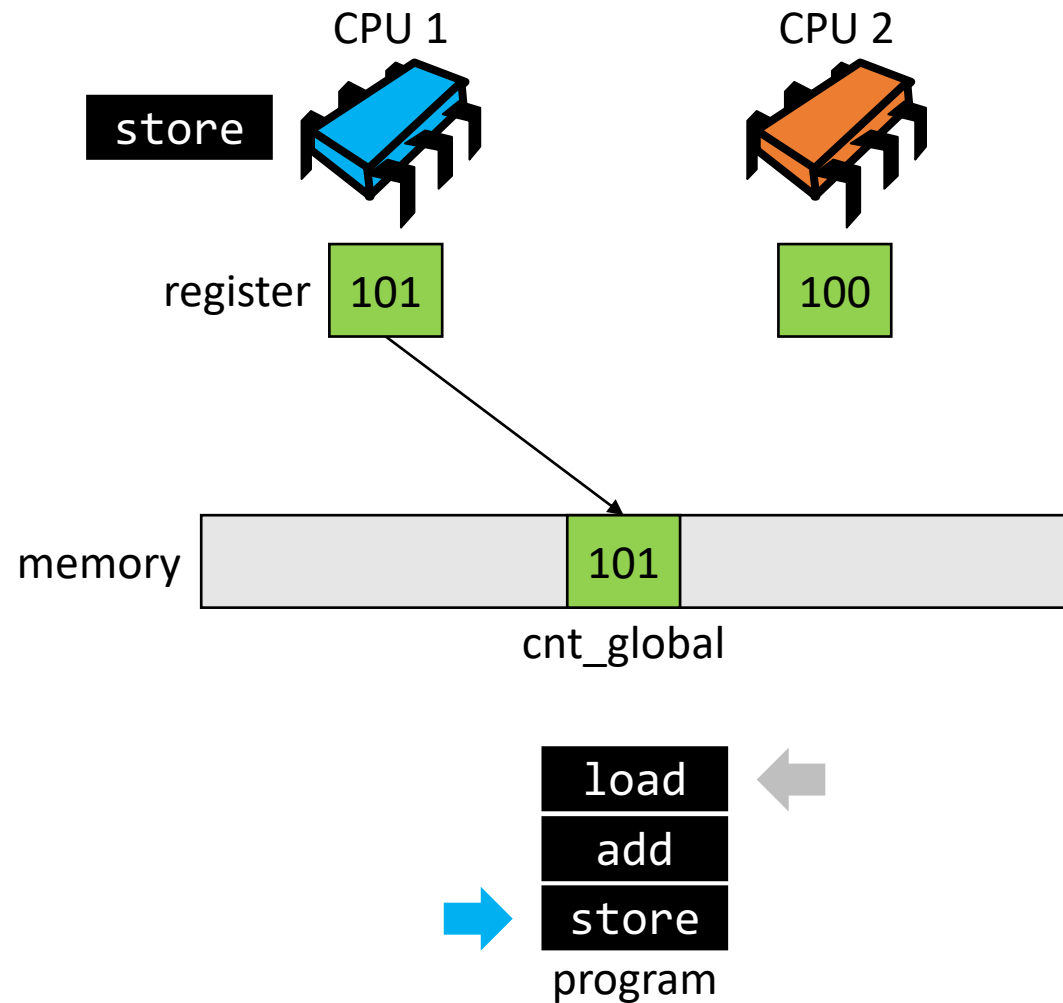 CPU 1
CPU 2
store
register
101
100
memory
101
cnt_global
load
add
store
program